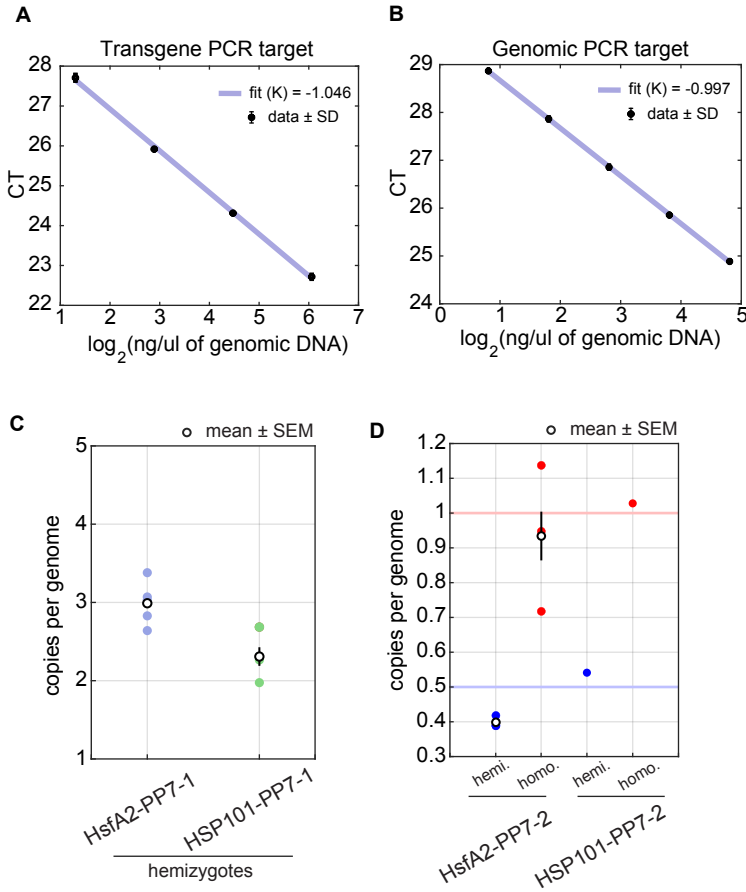 A
Transgene PCR target
28
27
26
25
24
23
22
CT
fit (K) = -1.046
data ± SD
1 2 3 4 5 6 7
log2(ng/ul of genomic DNA)
B
Genomic PCR target
29
28
27
26
25
24
CT
fit (K) = -0.997
data ± SD
0 1 2 3 4 5
log2(ng/ul of genomic DNA)
C
mean ± SEM
5
4
3
2
1
copies per genome
HsfA2-PP7-1
HSP101-PP7-1
hemizygotes
D
mean ± SEM
1.2
1.1
1
0.9
0.8
0.7
0.6
0.5
0.4
0.3
copies per genome
hemi. homo. hemi. homo.
HsfA2-PP7-2
HSP101-PP7-2